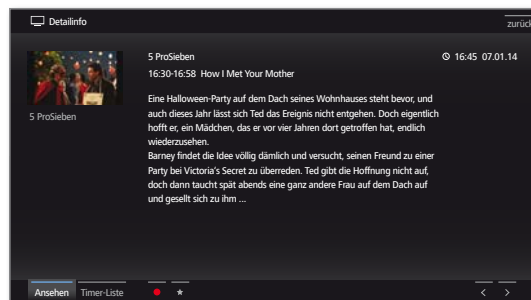 Detailinfo
zurück
5 ProSieben
16:45 07.01.14
16:30-16:58 How I Met Your Mother
5 ProSieben
Eine Halloween-Party auf dem Dach seines Wohnhauses steht bevor, und
auch dieses Jahr lässt sich Ted das Ereignis nicht entgehen. Doch eigentlich
hofft er, ein Mädchen, das er vor vier Jahren dort getroffen hat, endlich
wiederzusehen.
Barney findet die Idee völlig dämlich und versucht, seinen Freund zu einer
Party bei Victoria's Secret zu überreden. Ted gibt die Hoffnung nicht auf,
doch dann taucht spät abends eine ganz andere Frau auf dem Dach auf
und gesellt sich zu ihm ...
Ansehen Timer-Liste